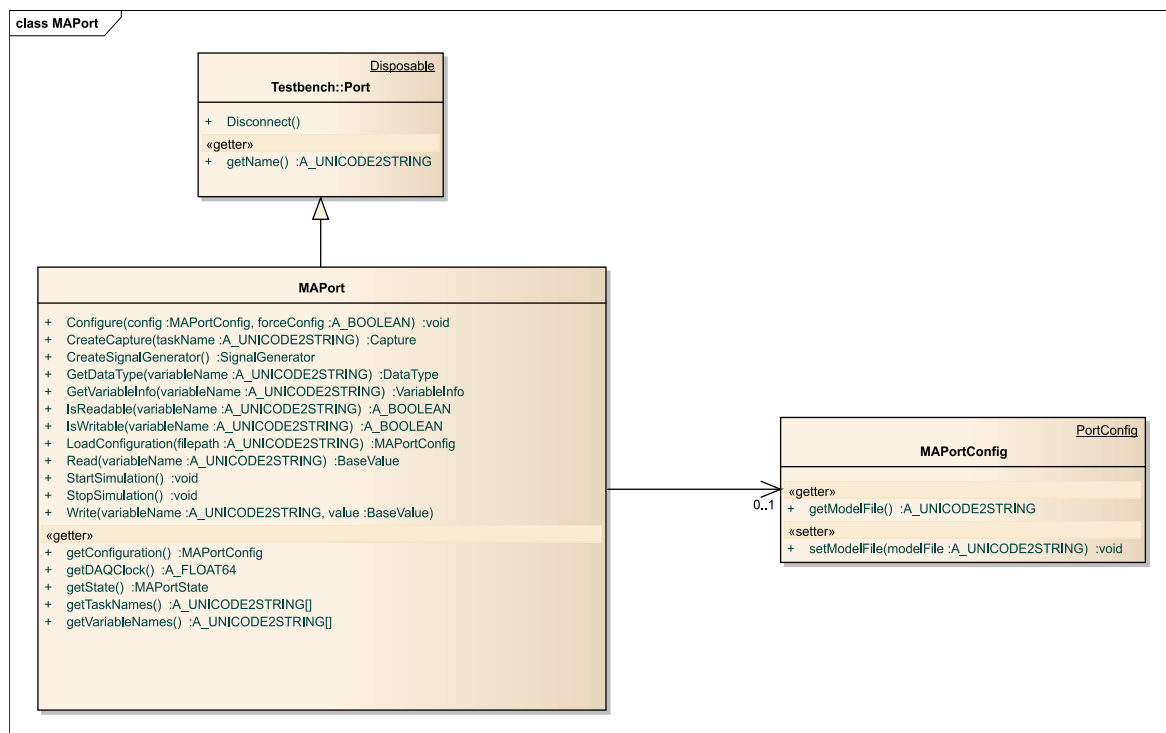 class MAPort
Disposable
Testbench::Port
+ Disconnect()
«getter»
+ getName() :A_UNICODE2STRING
MAPort
+ Configure(config :MAPortConfig, forceConfig :A_BOOLEAN) :void
+ CreateCapture(taskName :A_UNICODE2STRING) :Capture
+ CreateSignalGenerator() :SignalGenerator
+ GetDataType(variableName :A_UNICODE2STRING) :DataType
+ GetVariableInfo(variableName :A_UNICODE2STRING) :VariableInfo
+ IsReadable(variableName :A_UNICODE2STRING) :A_BOOLEAN
+ IsWritable(variableName :A_UNICODE2STRING) :A_BOOLEAN
+ LoadConfiguration(filepath :A_UNICODE2STRING) :MAPortConfig
+ Read(variableName :A_UNICODE2STRING) :BaseValue
+ StartSimulation() :void
+ StopSimulation() :void
+ Write(variableName :A_UNICODE2STRING, value :BaseValue)
«getter»
+ getConfiguration() :MAPortConfig
+ getDAQClock() :A_FLOAT64
+ getState() :MAPortState
+ getTaskNames() :A_UNICODE2STRING[]
+ getVariableNames() :A_UNICODE2STRING[]
0..1
PortConfig
MAPortConfig
«getter»
+ getModelFile() :A_UNICODE2STRING
«setter»
+ setModelFile(modelFile :A_UNICODE2STRING) :void